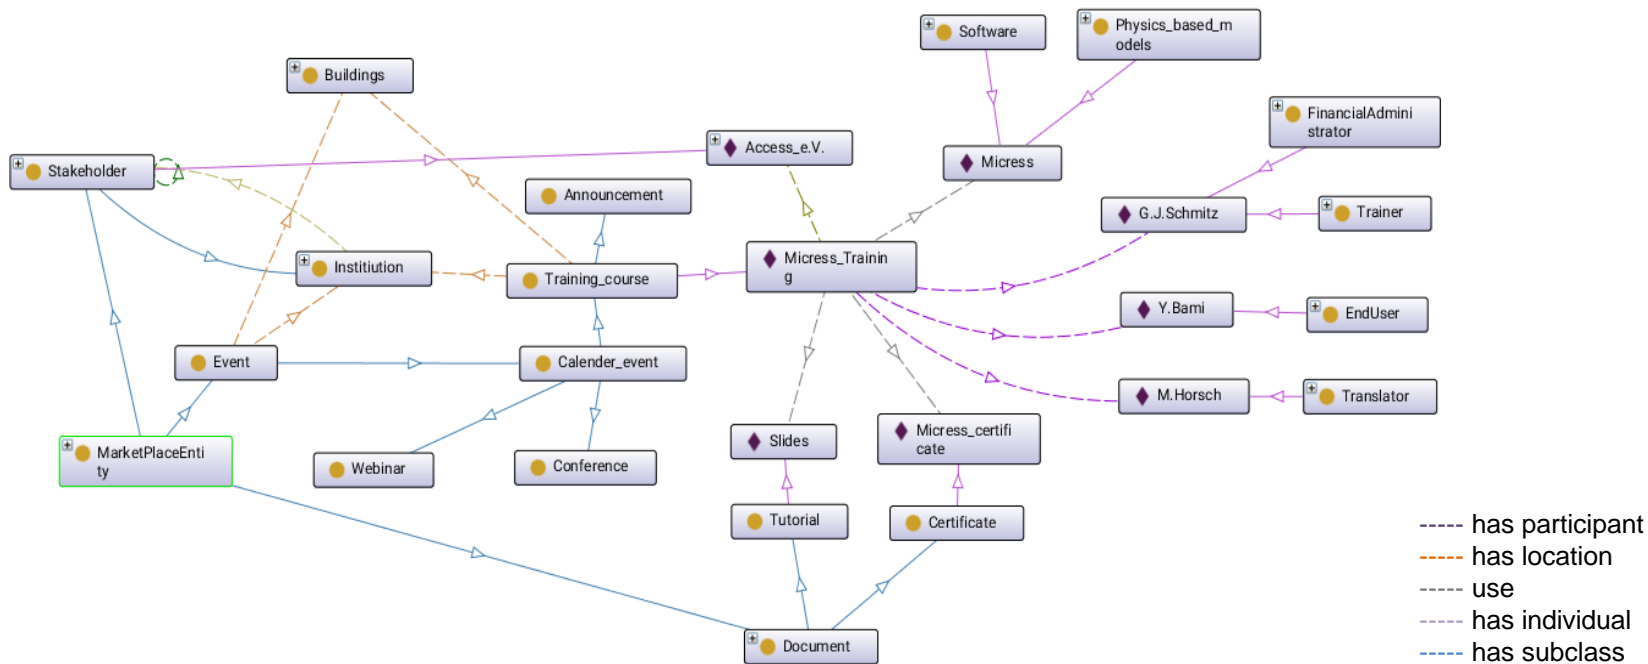 Software
Physics_based_m
odels
Buildings
FinancialAdmini
strator
Access_e.V.
Micress
Stakeholder
Announcement
G.J.Schmitz
Trainer
Institiution
Training_course
Micress_Trainin
g
Y.Bami
EndUser
Event
Calender_event
M.Horsch
Translator
MarketPlaceEnti
ty
Webinar
Conference
Slides
Micress_certifi
cate
Tutorial
Certificate
Document
has participant
has location
use
has individual
has subclass